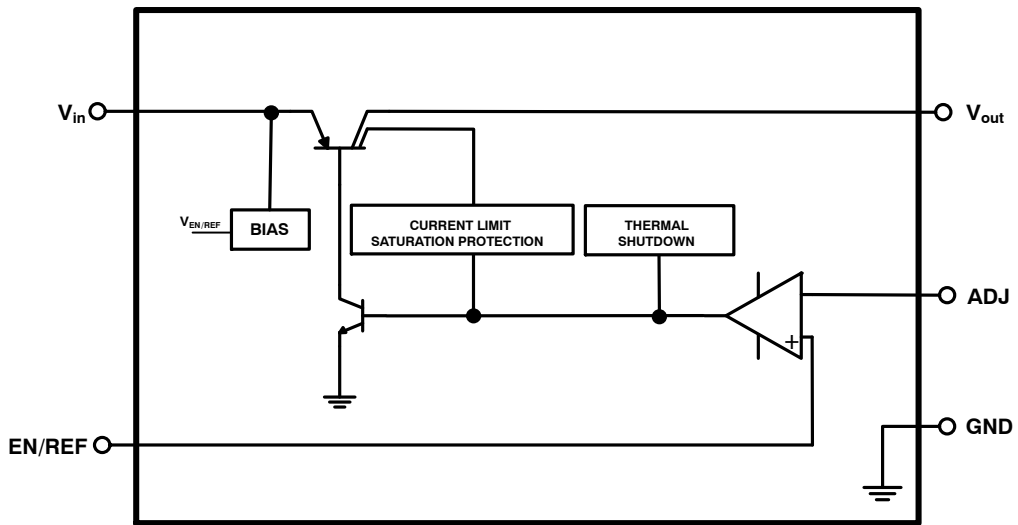 Vin
Vout
VEN/REF
BIAS
CURRENT LIMIT
SATURATION PROTECTION
THERMAL
SHUTDOWN
ADJ
+
GND
EN/REF